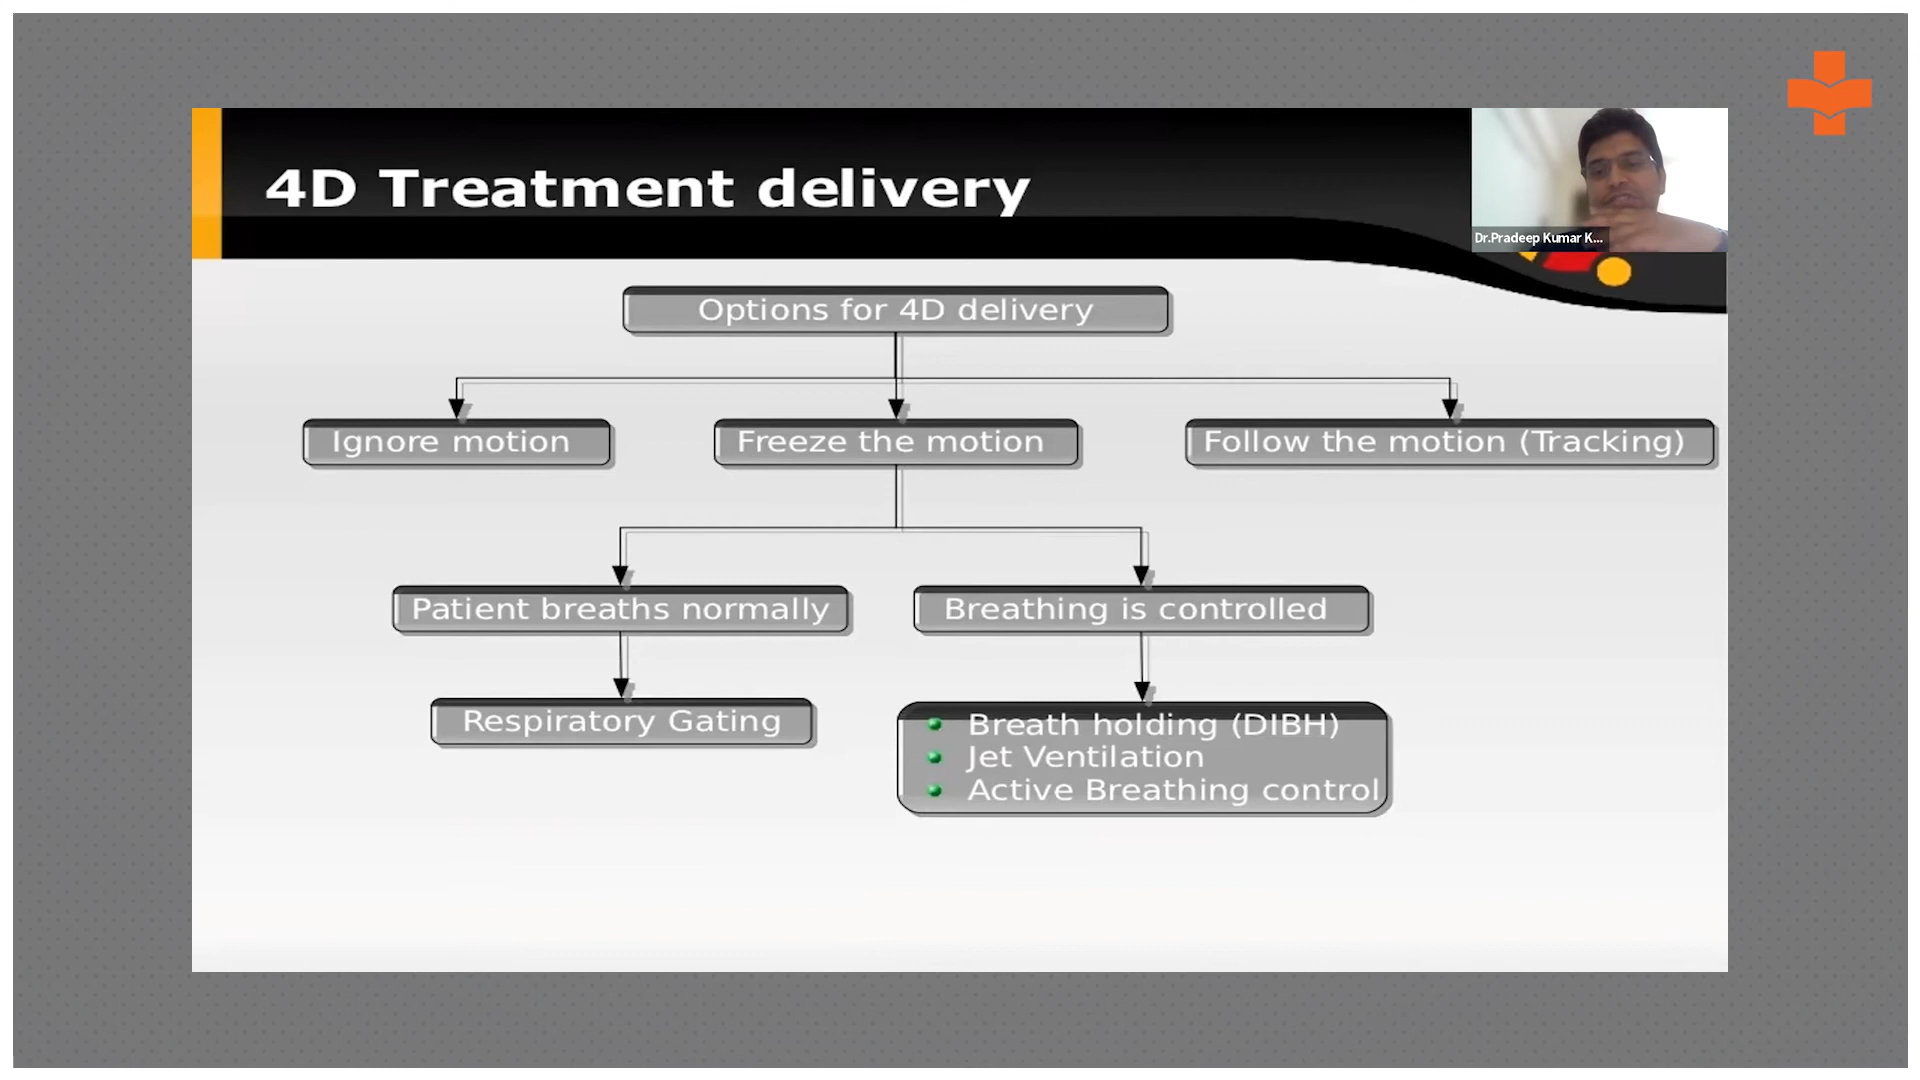 4D Treatment delivery
Dr.Pradeep Kumar K...
Options for 4D delivery
Ignore motion
Freeze the motion
Follow the motion (Tracking)
Patient breaths normally
Breathing is controlled
Respiratory Gating
Breath holding (DIBH)
Jet Ventilation
Active Breathing control